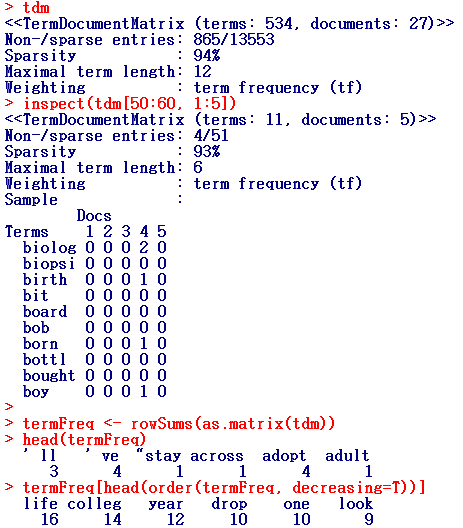 > tdm
<<TermDocumentMatrix (terms: 534, documents: 27)>>
Non-/sparse entries: 865/13553
Sparsity           : 94%
Maximal term length: 12
Weighting          : term frequency (tf)
> inspect(tdm[50:60, 1:5])
<<TermDocumentMatrix (terms: 11, documents: 5)>>
Non-/sparse entries: 4/51
Sparsity           : 93%
Maximal term length: 6
Weighting          : term frequency (tf)
Sample             :
        Docs
Terms    1 2 3 4 5
  biolog 0 0 0 2 0
  biopsi 0 0 0 0 0
  birth  0 0 0 1 0
  bit    0 0 0 0 0
  board  0 0 0 0 0
  bob    0 0 0 0 0
  born   0 0 0 1 0
  bottl  0 0 0 0 0
  bought 0 0 0 0 0
  boy    0 0 0 1 0
>
> termFreq <- rowSums(as.matrix(tdm))
> head(termFreq)
  ' ll   ' ve  “stay across  adopt  adult
     3      4      1      1      4      1
> termFreq[head(order(termFreq, decreasing=T))]
  life colleg   year   drop    one   look
    16     14     12     10     10      9